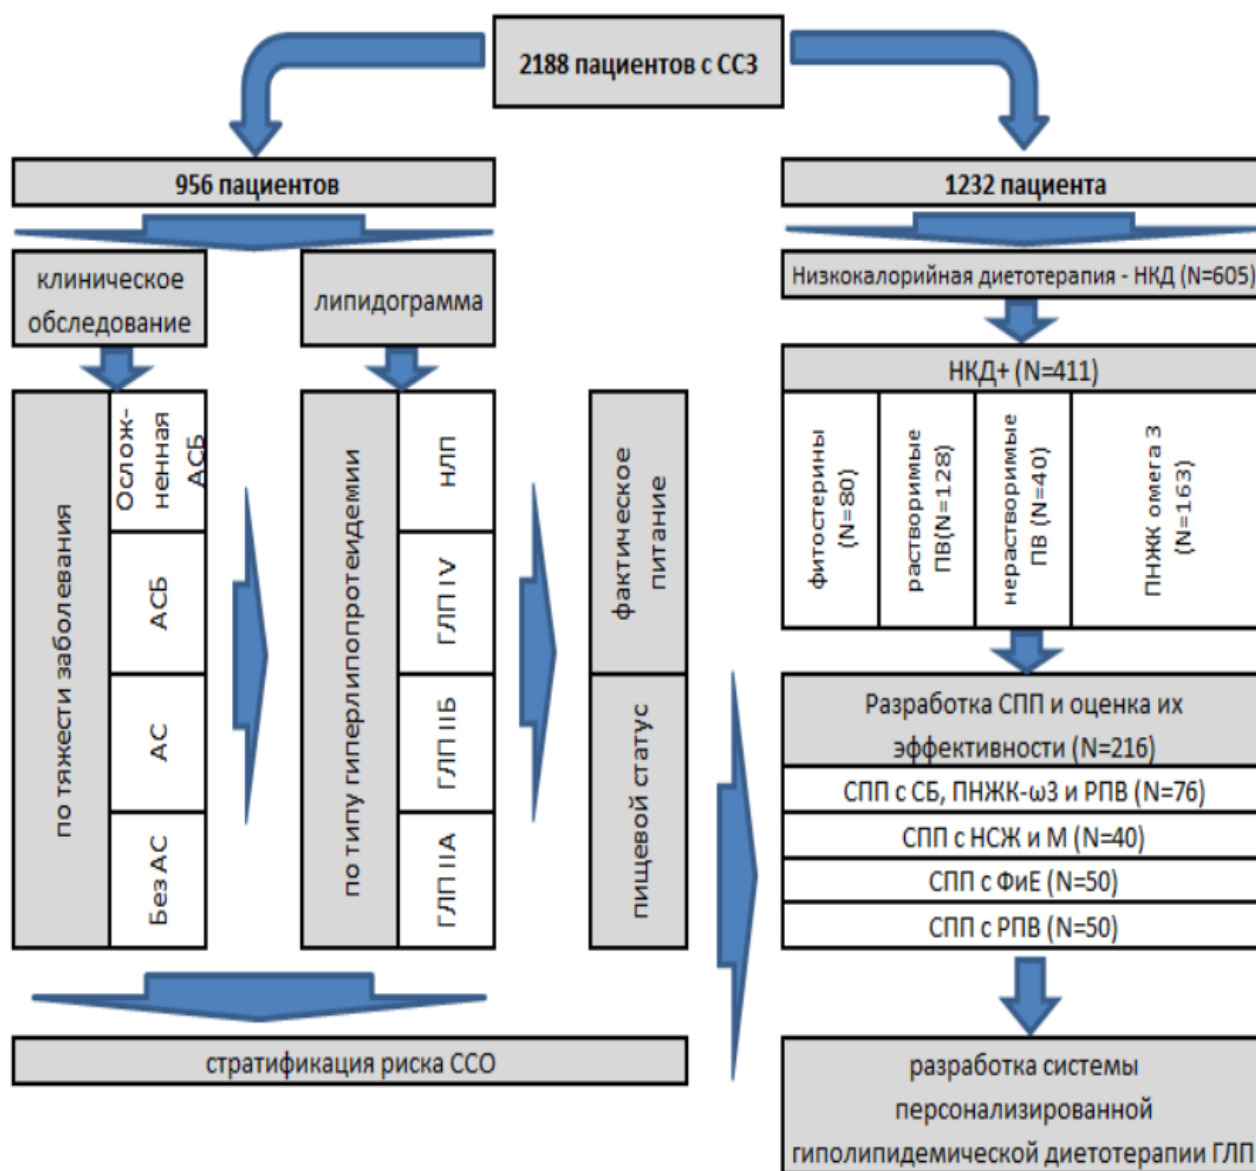 2188 пациентов с ССЗ
956 пациентов
клиническое
обследование
липидограмма
по тяжести заболевания
Ослож-
ненная
АСБ
АСБ
АС
Без АС
по типу гиперлипопротеидемии
НЛП
ГЛП IV
ГЛП IIБ
ГЛП IIА
фактическое
питание
пищевой статус
стратификация риска ССО
1232 пациента
Низкокалорийная диетотерапия - НКД (N=605)
НКД+ (N=411)
фитостерины
(N=80)
растворимые
ПВ(N=128)
нерастворимые
ПВ (N=40)
ПНЖК омега 3
(N=163)
Разработка СПП и оценка их
эффективности (N=216)
СПП с СБ, ПНЖК-ω3 и РПВ (N=76)
СПП с НСЖ и М (N=40)
СПП с ФиЕ (N=50)
СПП с РПВ (N=50)
разработка системы
персонализированной
гиполипидемической диетотерапии ГЛП